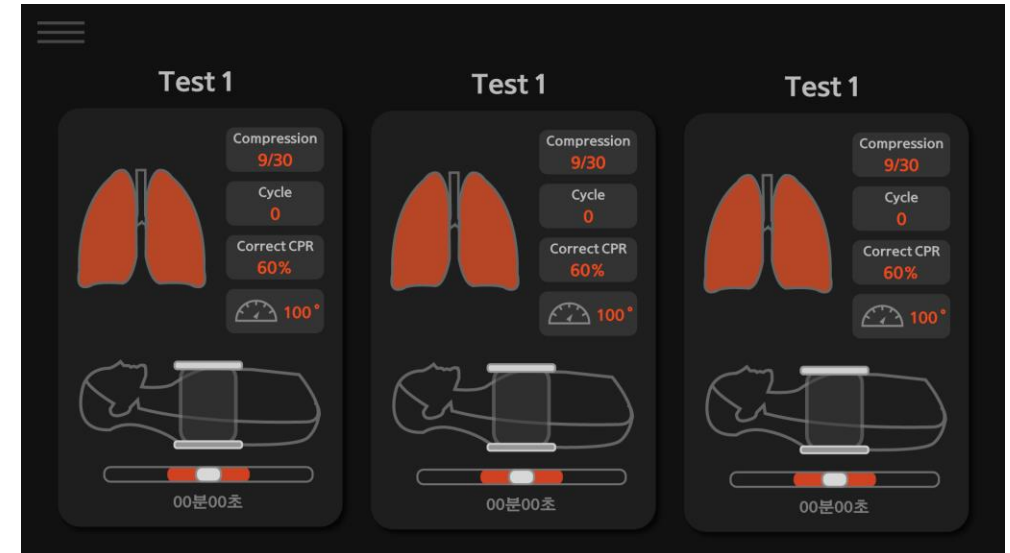 Test 1
Compression
9/30
Cycle
0
Correct CPR
60%
100°
00분00초
Test 1
Compression
9/30
Cycle
0
Correct CPR
60%
100°
00분00초
Test 1
Compression
9/30
Cycle
0
Correct CPR
60%
100°
00분00초